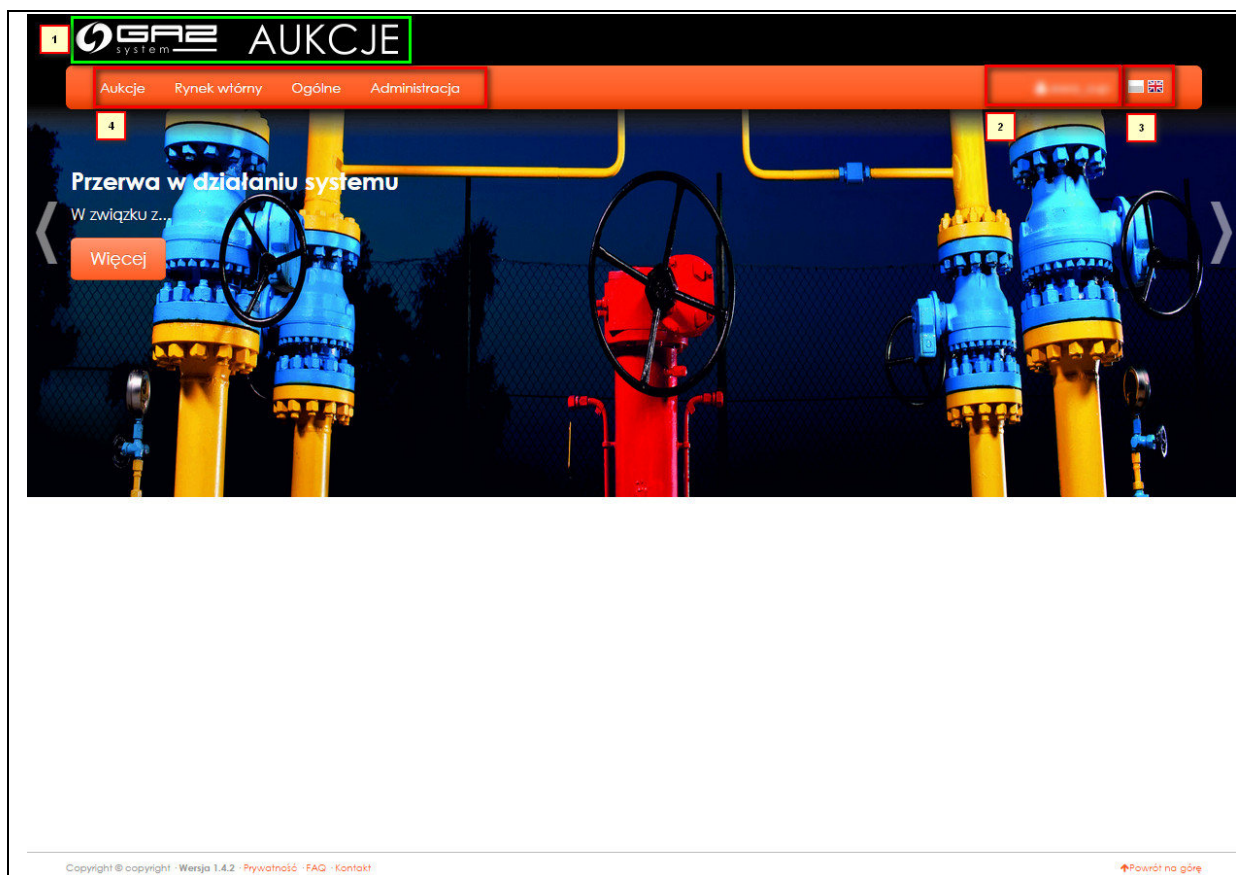 1
GAZ system AUKCJE
Aukcje Rynek wtórny Ogólne Administracja
4
2
3
Przerwa w działaniu systemu
W związku z...
Więcej
Copyright © copyright · Wersja 1.4.2 · Prywatność · FAQ · Kontakt
Powrót na górę